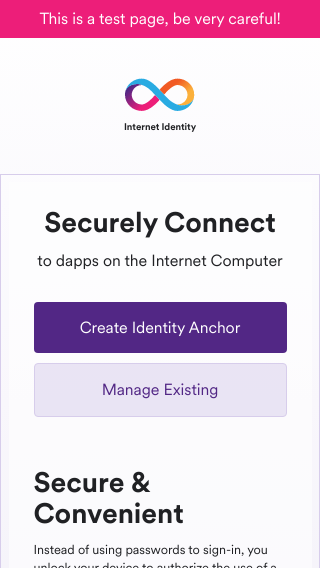 This is a test page, be very careful!
Internet Identity
Securely Connect
to dapps on the Internet Computer
Create Identity Anchor
Manage Existing
Secure &
Convenient
Instead of using passwords to sign-in, you
unlock your device to authorize the use of a